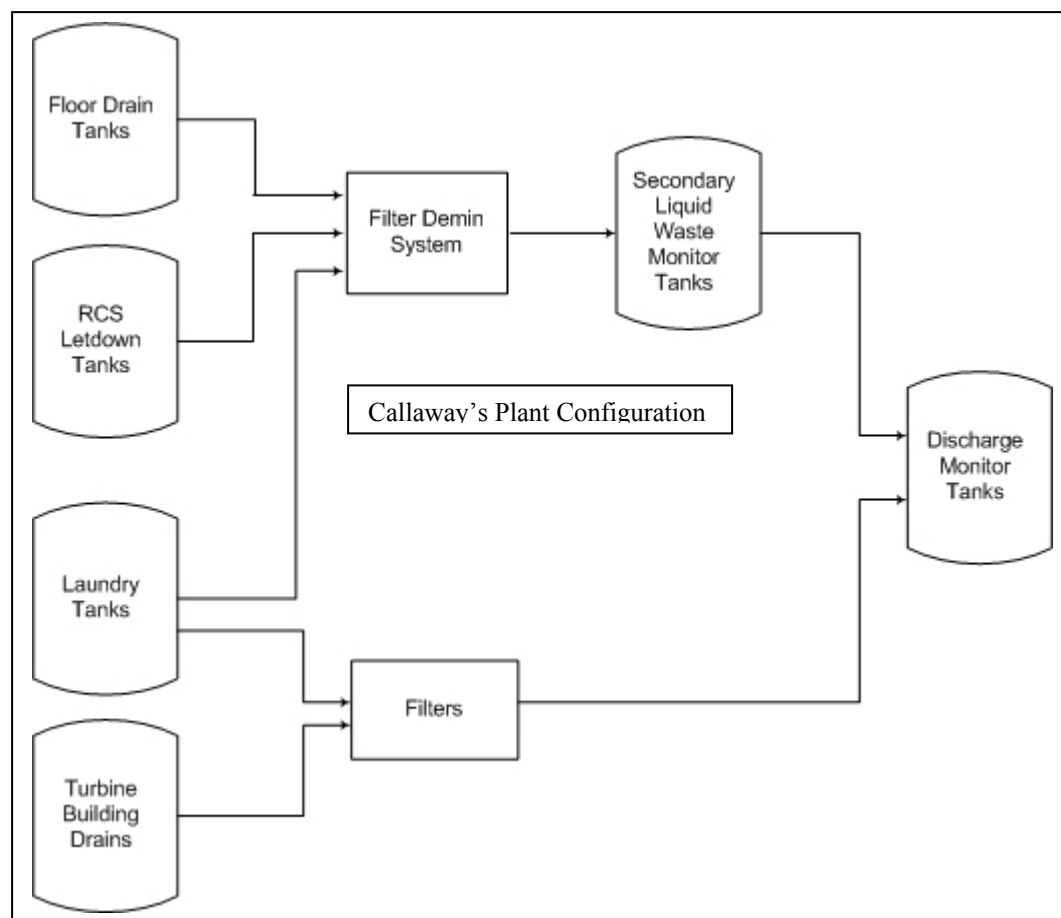 Floor Drain
Tanks
RCS
Letdown
Tanks
Laundry
Tanks
Turbine
Building
Drains
Filter Demin
System
Callaway's Plant Configuration
Filters
Secondary
Liquid
Waste
Monitor
Tanks
Discharge
Monitor
Tanks